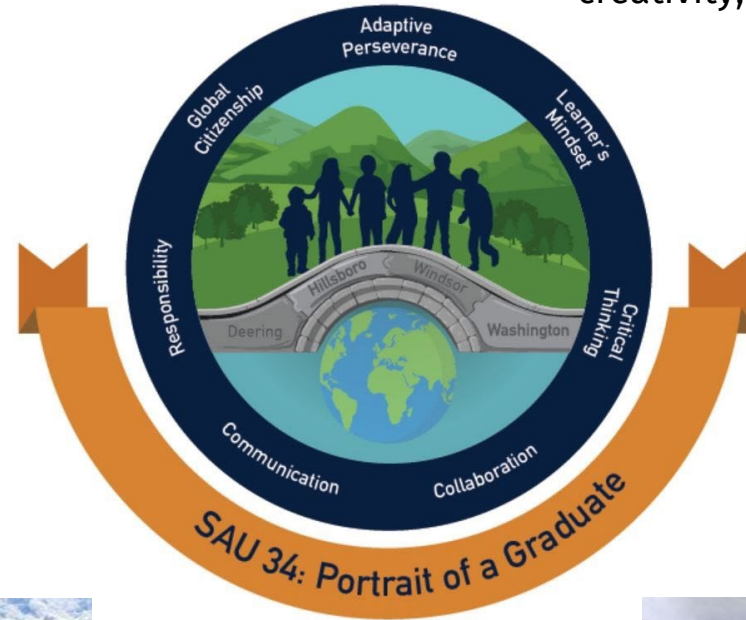 creativity,
Adaptive
Perseverance
Learner's
Mindset
Critical
Thinking
Collaboration
Communication
Responsibility
Global
Citizenship
Deering
Hillsboro
Windsor
Washington
SAU 34: Portrait of a Graduate